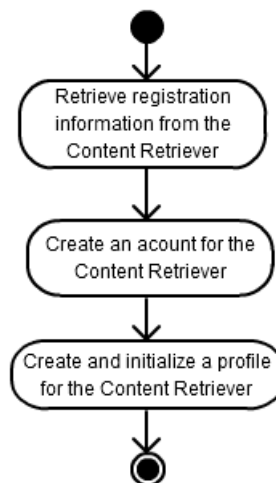 Retrieve registration
information from the
Content Retriever
Create an acount for the
Content Retriever
Create and initialize a profile
for the Content Retriever